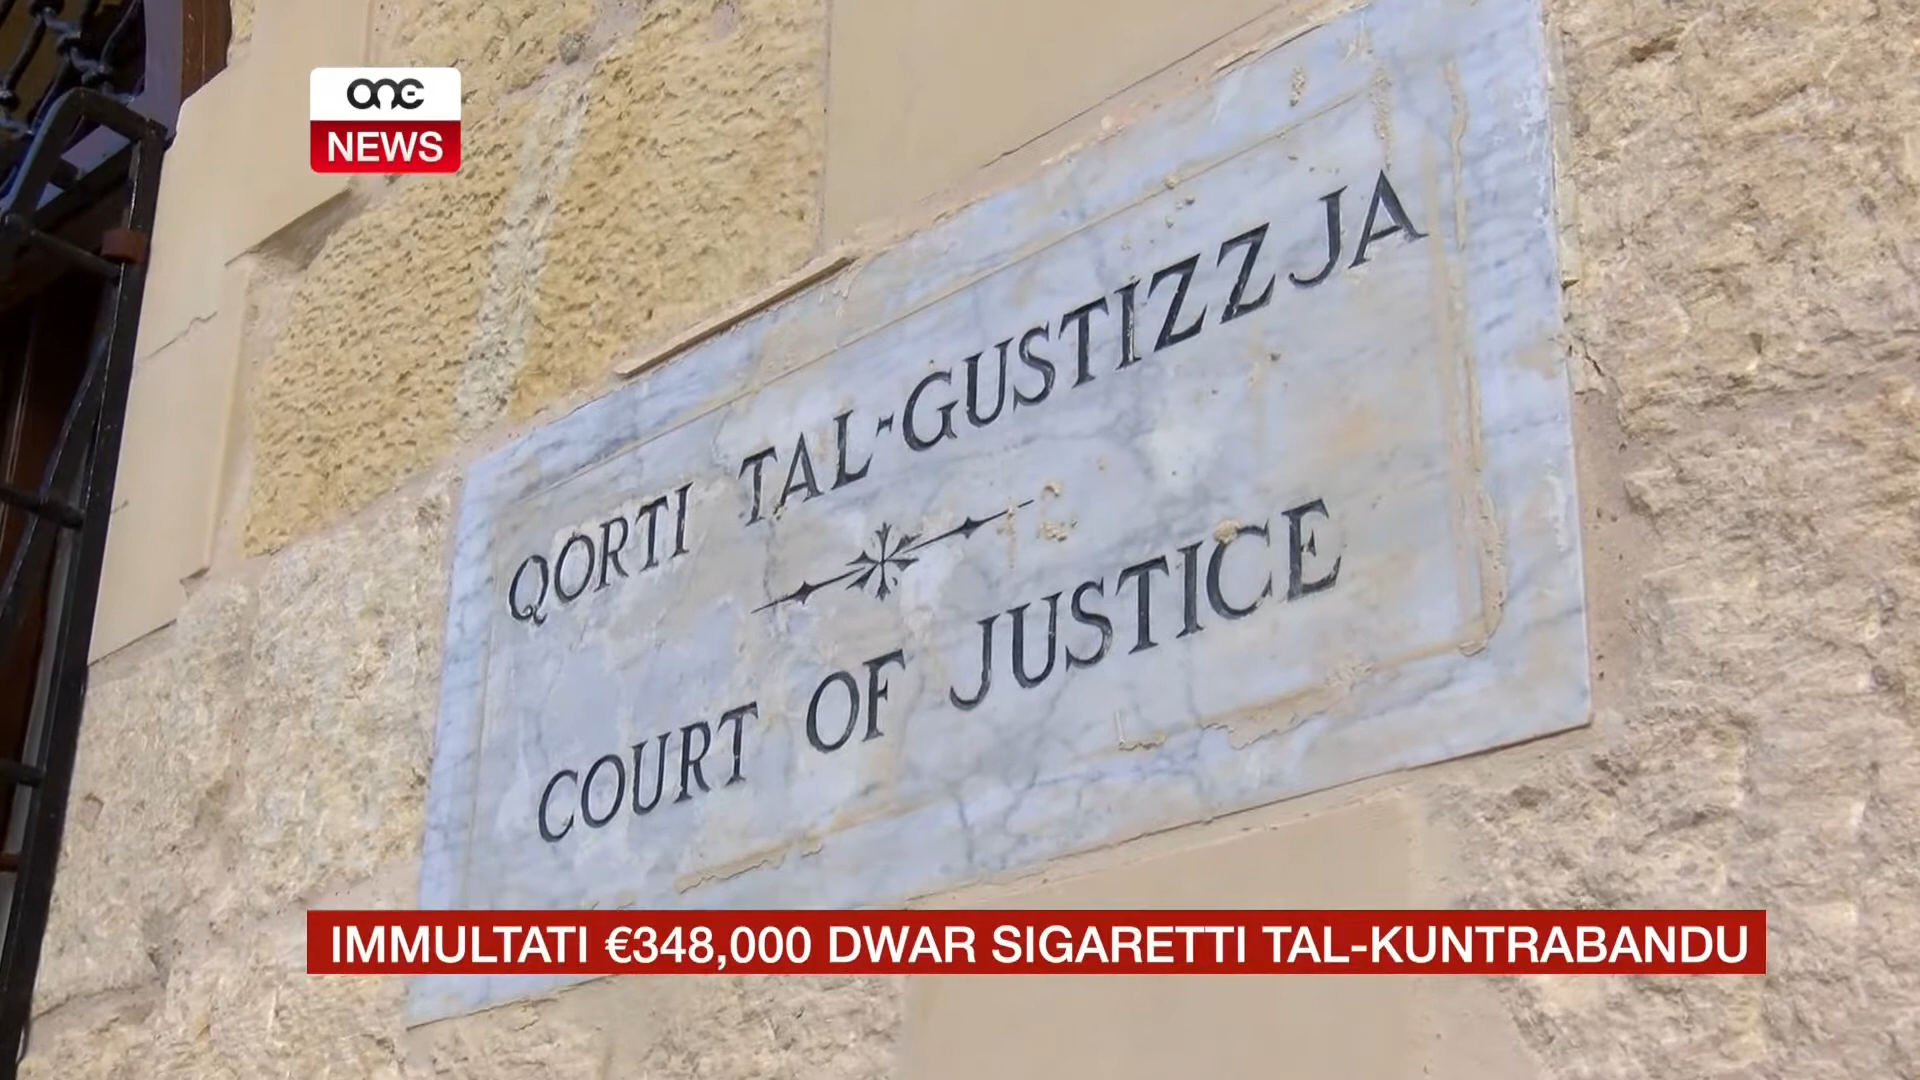 one
NEWS
QORTI TAL-GUSTIZZJA
COURT OF JUSTICE
IMMULTATI €348,000 DWAR SIGARETTI TAL-KUNTRABANDU